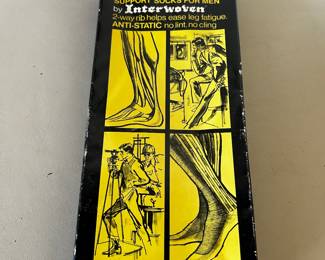 SUPPORT SOCKS FOR MEN
by Interwoven
2-way rib helps ease leg fatigue.
ANTI-STATIC no lint. no cling